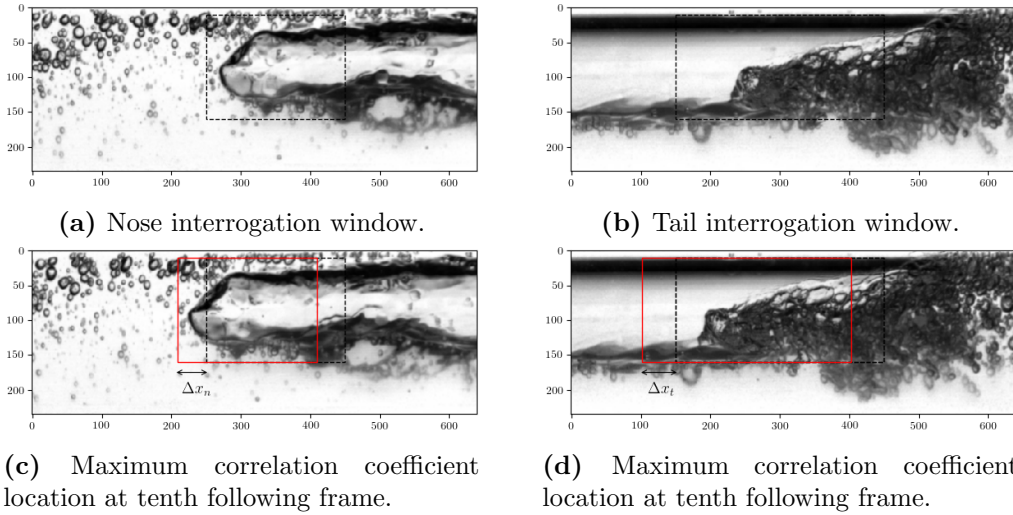 0
50
100
150
200
0 100 200 300 400 500 600
0
50
100
150
200
0 100 200 300 400 500 600
(a) Nose interrogation window.
(b) Tail interrogation window.
0
50
100
150
200
Δxₙ
0 100 200 300 400 500 600
0
50
100
150
200
Δxₜ
0 100 200 300 400 500 600
(c) Maximum correlation coefficient
location at tenth following frame.
(d) Maximum correlation coefficient
location at tenth following frame.